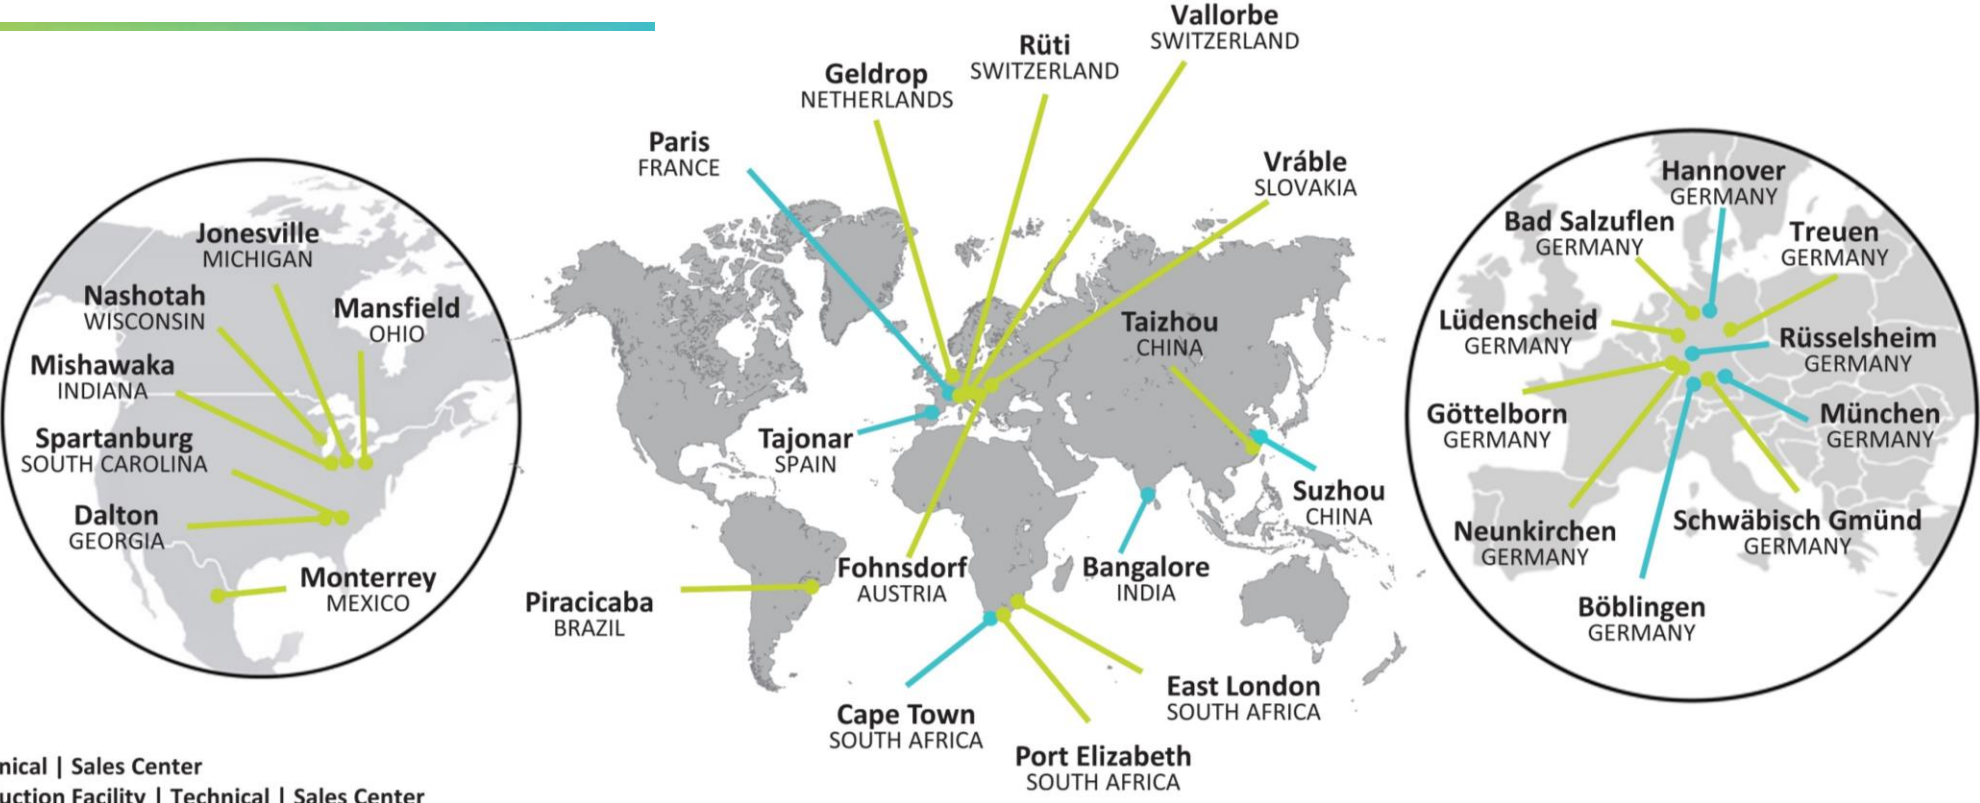 Vallorbe
SWITZERLAND
Rüti
SWITZERLAND
Geldrop
NETHERLANDS
Paris
FRANCE
Vráble
SLOVAKIA
Taizhou
CHINA
Tajonar
SPAIN
Suzhou
CHINA
Fohnsdorf
AUSTRIA
Bangalore
INDIA
Piracicaba
BRAZIL
East London
SOUTH AFRICA
Cape Town
SOUTH AFRICA
Port Elizabeth
SOUTH AFRICA
Jonesville
MICHIGAN
Nashotah
WISCONSIN
Mansfield
OHIO
Mishawaka
INDIANA
Spartanburg
SOUTH CAROLINA
Dalton
GEORGIA
Monterrey
MEXICO
Hannover
GERMANY
Bad Salzuflen
GERMANY
Treuen
GERMANY
Lüdenscheid
GERMANY
Rüsselsheim
GERMANY
Göttelborn
GERMANY
München
GERMANY
Neunkirchen
GERMANY
Schwäbisch Gmünd
GERMANY
Böblingen
GERMANY
nical | Sales Center
uction Facility | Technical | Sales Center